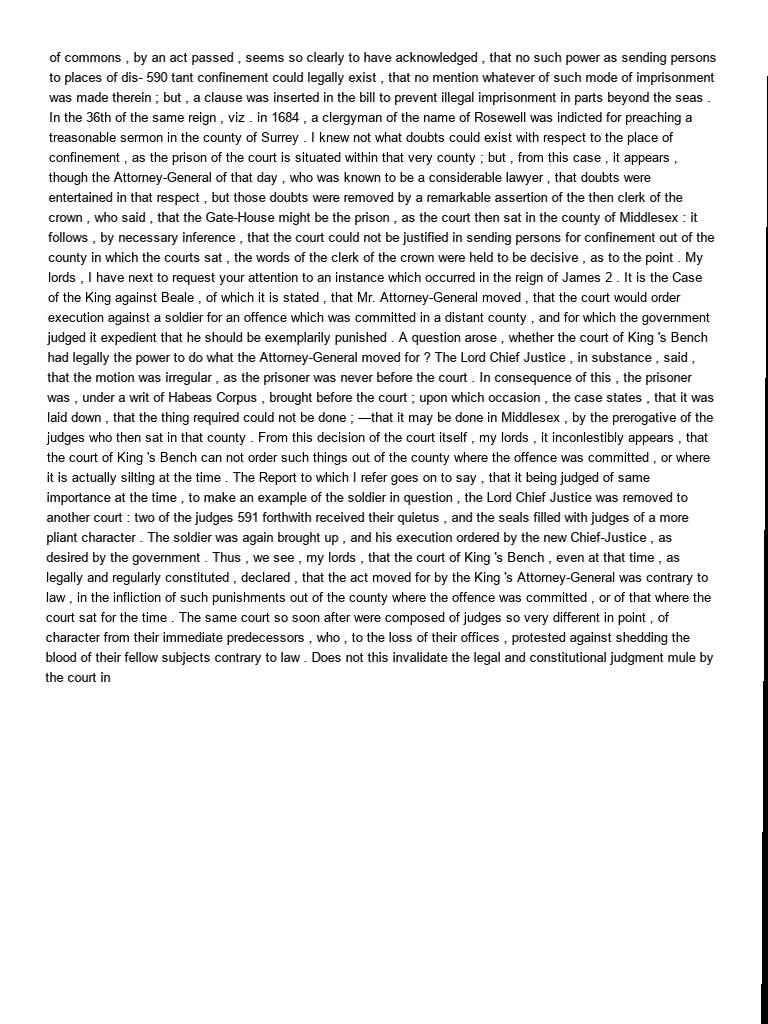 of commons , by an act passed , seems so clearly to have acknowledged , that no such power as sending persons
to places of dis- 590 tant confinement could legally exist , that no mention whatever of such mode of imprisonment
was made therein ; but , a clause was inserted in the bill to prevent illegal imprisonment in parts beyond the seas .
In the 36th of the same reign , viz . in 1684 , a clergyman of the name of Rosewell was indicted for preaching a
treasonable sermon in the county of Surrey . I knew not what doubts could exist with respect to the place of
confinement , as the prison of the court is situated within that very county ; but , from this case , it appears ,
though the Attorney-General of that day , who was known to be a considerable lawyer , that doubts were
entertained in that respect , but those doubts were removed by a remarkable assertion of the then clerk of the
crown , who said , that the Gate-House might be the prison , as the court then sat in the county of Middlesex : it
follows , by necessary inference , that the court could not be justified in sending persons for confinement out of the
county in which the courts sat , the words of the clerk of the crown were held to be decisive , as to the point . My
lords , I have next to request your attention to an instance which occurred in the reign of James 2 . It is the Case
of the King against Beale , of which it is stated , that Mr. Attorney-General moved , that the court would order
execution against a soldier for an offence which was committed in a distant county , and for which the government
judged it expedient that he should be exemplarily punished . A question arose , whether the court of King 's Bench
had legally the power to do what the Attorney-General moved for ? The Lord Chief Justice , in substance , said ,
that the motion was irregular , as the prisoner was never before the court . In consequence of this , the prisoner
was , under a writ of Habeas Corpus , brought before the court ; upon which occasion , the case states , that it was
laid down , that the thing required could not be done ; —that it may be done in Middlesex , by the prerogative of the
judges who then sat in that county . From this decision of the court itself , my lords , it inconlestibly appears , that
the court of King 's Bench can not order such things out of the county where the offence was committed , or where
it is actually silting at the time . The Report to which I refer goes on to say , that it being judged of same
importance at the time , to make an example of the soldier in question , the Lord Chief Justice was removed to
another court : two of the judges 591 forthwith received their quietus , and the seals filled with judges of a more
pliant character . The soldier was again brought up , and his execution ordered by the new Chief-Justice , as
desired by the government . Thus , we see , my lords , that the court of King 's Bench , even at that time , as
legally and regularly constituted , declared , that the act moved for by the King 's Attorney-General was contrary to
law , in the infliction of such punishments out of the county where the offence was committed , or of that where the
court sat for the time . The same court so soon after were composed of judges so very different in point , of
character from their immediate predecessors , who , to the loss of their offices , protested against shedding the
blood of their fellow subjects contrary to law . Does not this invalidate the legal and constitutional judgment mule by
the court in